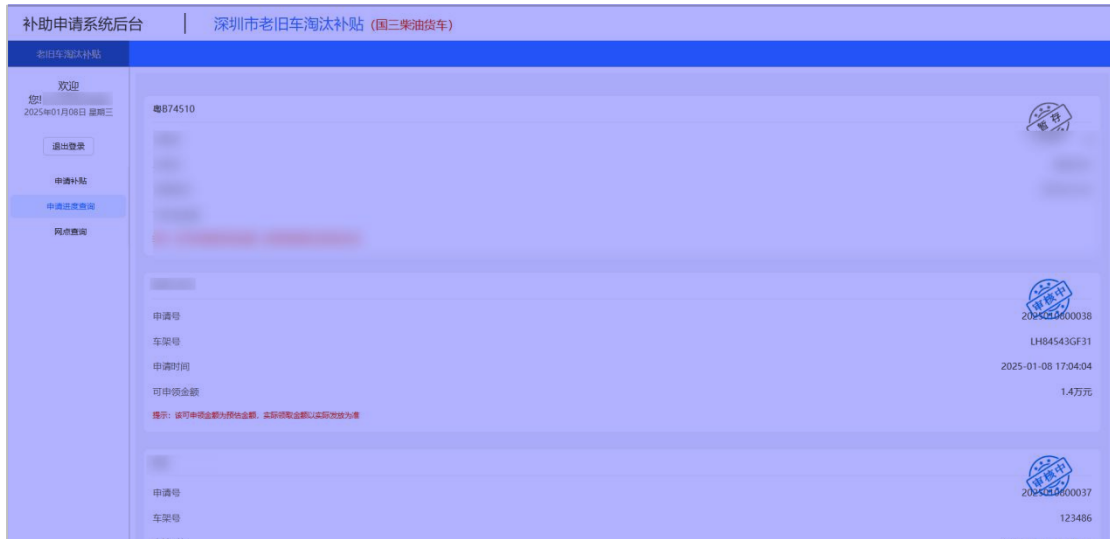 补助申请系统后台
深圳市老旧车淘汰补贴（国三柴油货车）
老旧车淘汰补贴
欢迎
您!
2025年01月08日 星期三
退出登录
申请补贴
申请进度查询
网点查询
粤B74510
暂存
审核中
申请号 2025010800038
车架号 LH84543GF31
申请时间 2025-01-08 17:04:04
可申领金额 1.4万元
提示：该可申领金额为预估金额，实际领取金额以实际发放为准
审核中
申请号 2025010800037
车架号 123486